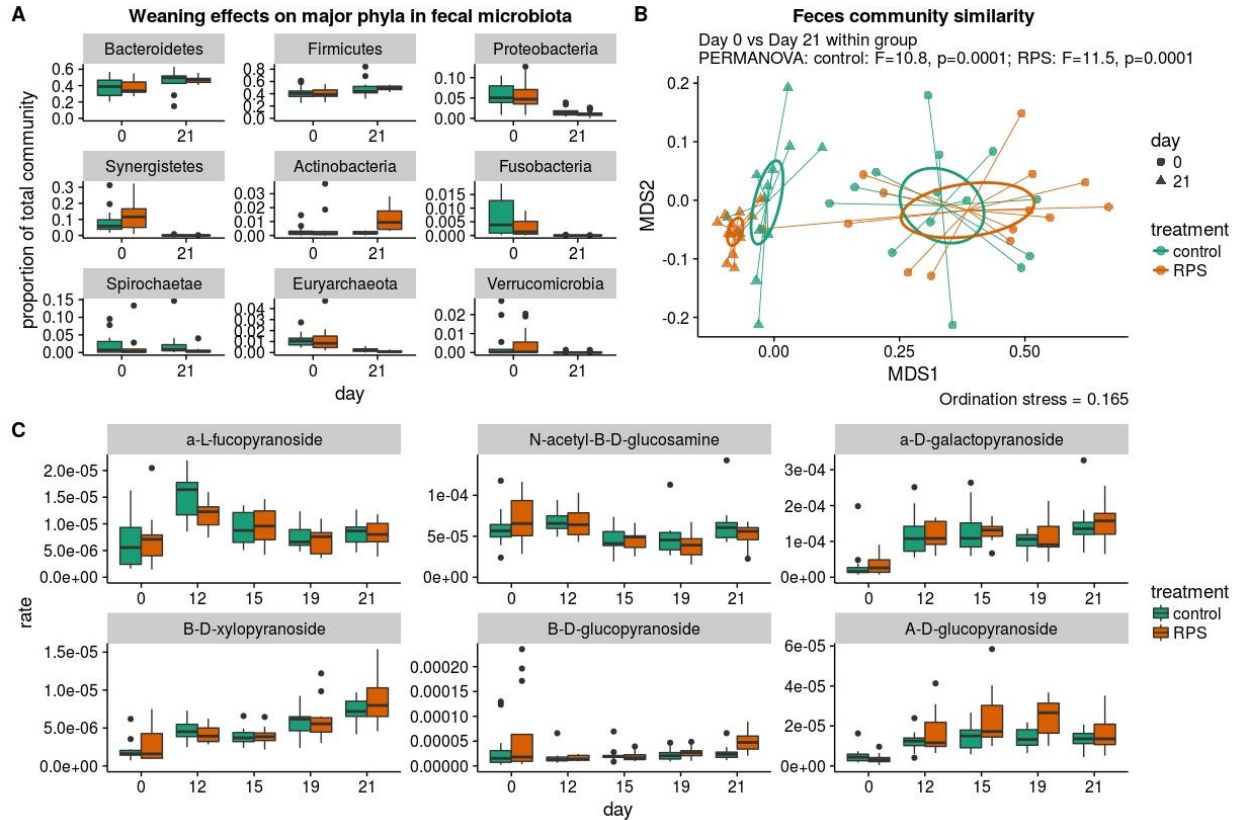 A
Weaning effects on major phyla in fecal microbiota
Bacteroidetes
Firmicutes
Proteobacteria
0.6
0.4
0.2
0.0
0.8
0.6
0.4
0.2
0.0
0.10
0.05
0.00
0 21
0 21
0 21
Synergistetes
Actinobacteria
Fusobacteria
0.3
0.2
0.1
0.0
0.03
0.02
0.01
0.00
0.015
0.010
0.005
0.000
0 21
0 21
0 21
Spirochaetae
Euryarchaeota
Verrucomicrobia
0.15
0.10
0.05
0.00
0.04
0.03
0.02
0.01
0.00
0.02
0.01
0.00
0 21
0 21
0 21
proportion of total community
day
B
Feces community similarity
Day 0 vs Day 21 within group
PERMANOVA: control: F=10.8, p=0.0001; RPS: F=11.5, p=0.0001
0.2
0.1
0.0
-0.1
-0.2
MDS2
0.00 0.25 0.50
MDS1
Ordination stress = 0.165
day
0
21
treatment
control
RPS
C
a-L-fucopyranoside
N-acetyl-B-D-glucosamine
a-D-galactopyranoside
2.0e-05
1.5e-05
1.0e-05
5.0e-06
0.0e+00
1e-04
5e-05
0e+00
3e-04
2e-04
1e-04
0e+00
0 12 15 19 21
0 12 15 19 21
0 12 15 19 21
B-D-xylopyranoside
B-D-glucopyranoside
A-D-glucopyranoside
1.5e-05
1.0e-05
5.0e-06
0.0e+00
0.00020
0.00015
0.00010
0.00005
0.00000
6e-05
4e-05
2e-05
0e+00
0 12 15 19 21
0 12 15 19 21
0 12 15 19 21
rate
day
treatment
control
RPS